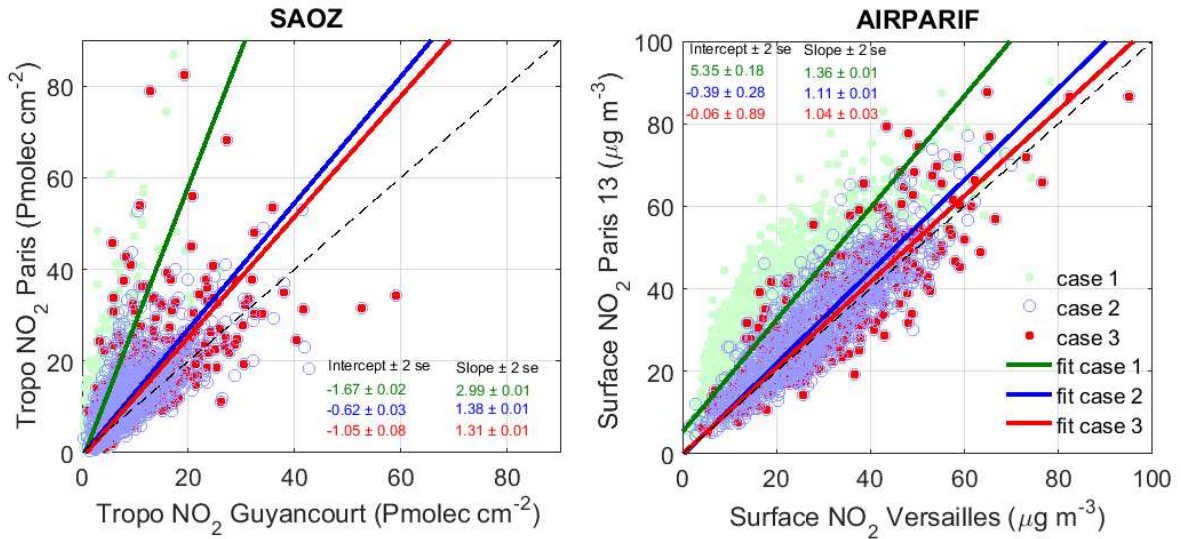 SAOZ
Tropo NO2 Paris (Pmolec cm-2)
80
60
40
20
0
0 20 40 60 80
Tropo NO2 Guyancourt (Pmolec cm-2)
Intercept ± 2 se Slope ± 2 se
-1.67 ± 0.02 2.99 ± 0.01
-0.62 ± 0.03 1.38 ± 0.01
-1.05 ± 0.08 1.31 ± 0.01
AIRPARIF
Surface NO2 Paris 13 (μg m-3)
100
80
60
40
20
0
0 20 40 60 80 100
Surface NO2 Versailles (μg m-3)
Intercept ± 2 se Slope ± 2 se
5.35 ± 0.18 1.36 ± 0.01
-0.39 ± 0.28 1.11 ± 0.01
-0.06 ± 0.89 1.04 ± 0.03
case 1
case 2
case 3
fit case 1
fit case 2
fit case 3